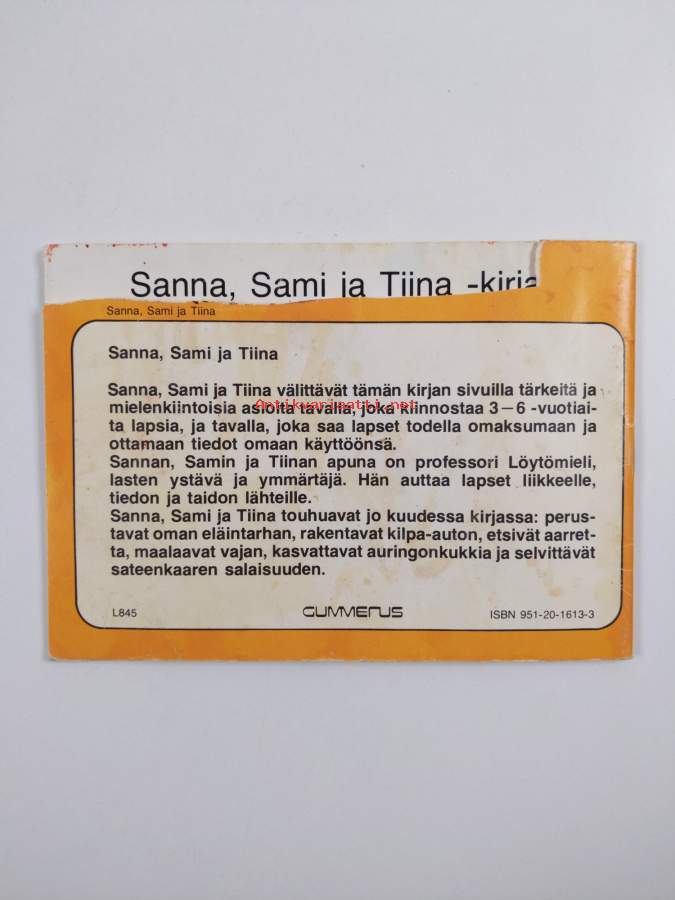 Sanna, Sami ja Tiina -kirja
Sanna, Sami ja Tiina
Sanna, Sami ja Tiina
Sanna, Sami ja Tiina välittävät tämän kirjan sivuilla tärkeitä ja
mielenkiintoisia asioita tavalla, joka kiinnostaa 3—6 -vuotiai-
Antikvariaatti.net
ta lapsia, ja tavalla, joka saa lapset todella omaksumaan ja
ottamaan tiedot omaan käyttöönsä.
Sannan, Samin ja Tiinan apuna on professori Löytömieli,
lasten ystävä ja ymmärtäjä. Hän auttaa lapset liikkeelle,
tiedon ja taidon lähteille.
Sanna, Sami ja Tiina touhuavat jo kuudessa kirjassa: perus-
tavat oman eläintarhan, rakentavat kilpa-auton, etsivät aarret-
ta, maalaavat vajan, kasvattavat auringonkukkia ja selvittävät
sateenkaaren salaisuuden.
L845
GUMMERUS
ISBN 951-20-1613-3